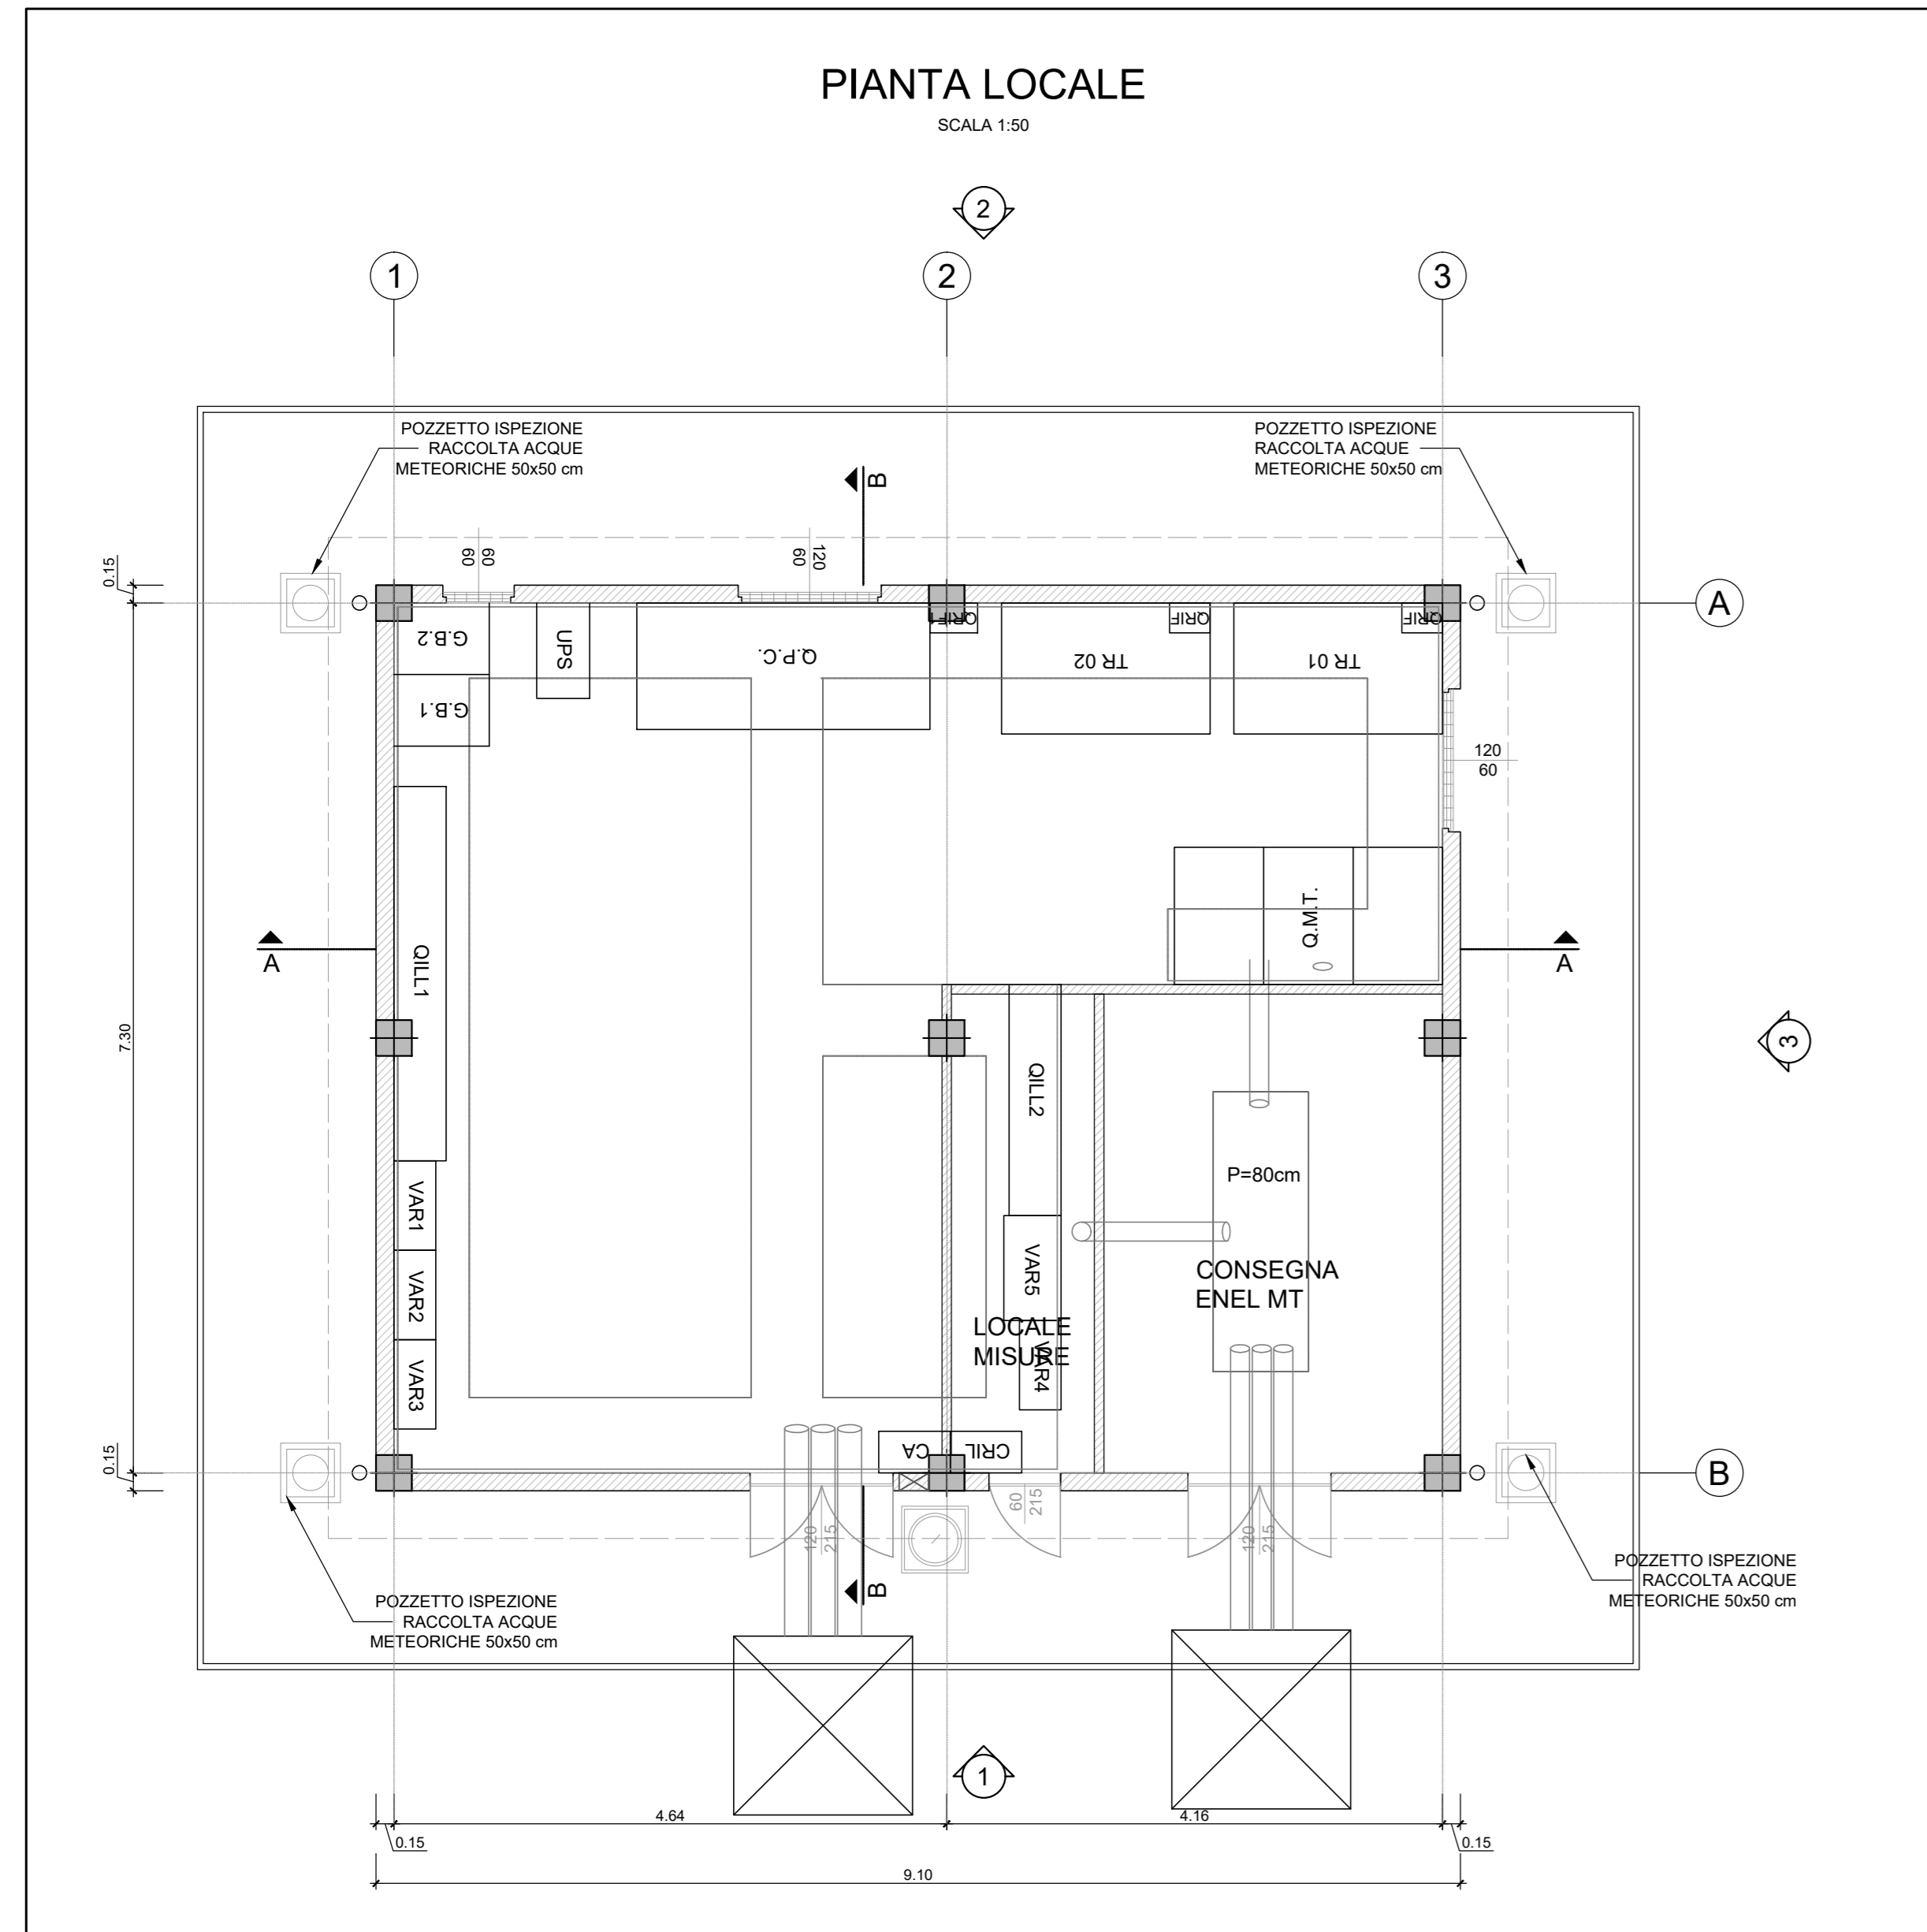 PIANTA LOCALE
SCALA 1:50
2
1
2
3
POZZETTO ISPEZIONE
RACCOLTA ACQUE
METEORICHE 50x50 cm
POZZETTO ISPEZIONE
RACCOLTA ACQUE
METEORICHE 50x50 cm
B
60
60
120
60
0.15
A
G.B.2
UPS
Q.P.C.
QRIF1
TR 02
QRIF
TR 01
QRIF
G.B.1
120
60
Q.M.T.
A
A
QILL1
7.30
3
QILL2
P=80cm
VAR1
VAR5
CONSEGNA
ENEL MT
VAR2
LOCALE
MISURE
VAR4
VAR3
CA
CRIL
0.15
B
60
215
120
215
120
215
B
POZZETTO ISPEZIONE
RACCOLTA ACQUE
METEORICHE 50x50 cm
POZZETTO ISPEZIONE
RACCOLTA ACQUE
METEORICHE 50x50 cm
1
4.64
4.16
0.15
0.15
9.10